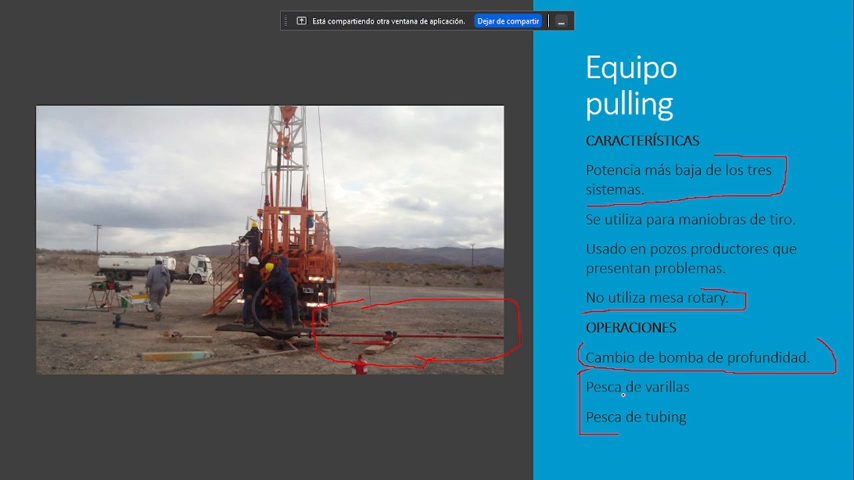 Está compartiendo otra ventana de aplicación. Dejar de compartir
Equipo
pulling
CARACTERÍSTICAS
Potencia más baja de los tres
sistemas.
Se utiliza para maniobras de tiro.
Usado en pozos productores que
presentan problemas.
No utiliza mesa rotary.
OPERACIONES
Cambio de bomba de profundidad.
Pesca de varillas
Pesca de tubing